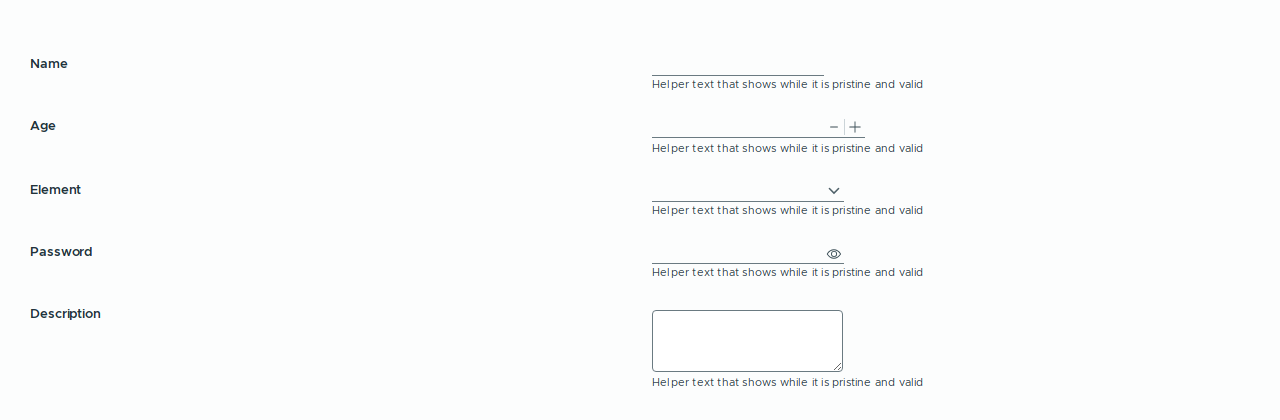 Name
Helper text that shows while it is pristine and valid
Age
Helper text that shows while it is pristine and valid
Element
Helper text that shows while it is pristine and valid
Password
Helper text that shows while it is pristine and valid
Description
Helper text that shows while it is pristine and valid